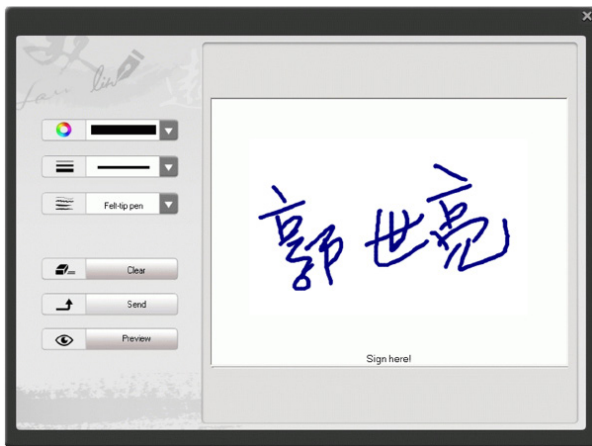 Felt-tip pen
Clear
Send
Preview
郭世亮
Sign here!